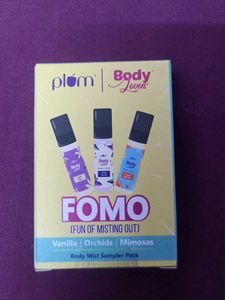 plum | Body
Lovin'
FOMO
(FUN OF MISTING OUT)
Vanilla | Orchids | Mimosas
Body Mist Sampler Pack